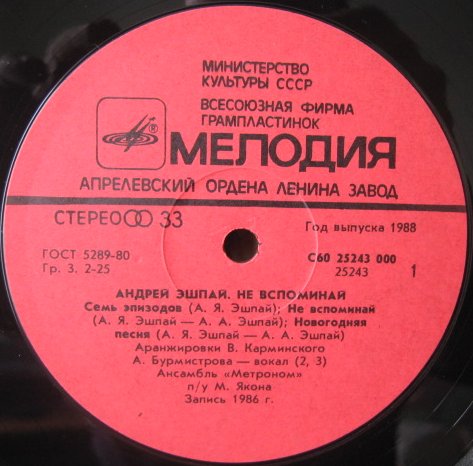 МИНИСТЕРСТВО
КУЛЬТУРЫ СССР
ВСЕСОЮЗНАЯ ФИРМА
ГРАМПЛАСТИНОК
® МЕЛОДИЯ
АПРЕЛЕВСКИЙ ОРДЕНА ЛЕНИНА ЗАВОД
СТЕРЕО 33
Год выпуска 1988
ГОСТ 5289-80
Гр. 3. 2-25
С60 25243 000
25243 1
АНДРЕЙ ЭШПАЙ. НЕ ВСПОМИНАЙ
Семь эпизодов (А. Я. Эшпай); Не вспоминай
(А. Я. Эшпай — А. А. Эшпай); Новогодняя
песня (А. Я. Эшпай — А. А. Эшпай)
Аранжировки В. Карминского
А. Бурмистрова — вокал (2, 3)
Ансамбль «Метроном»
п/у М. Якона
Запись 1986 г.